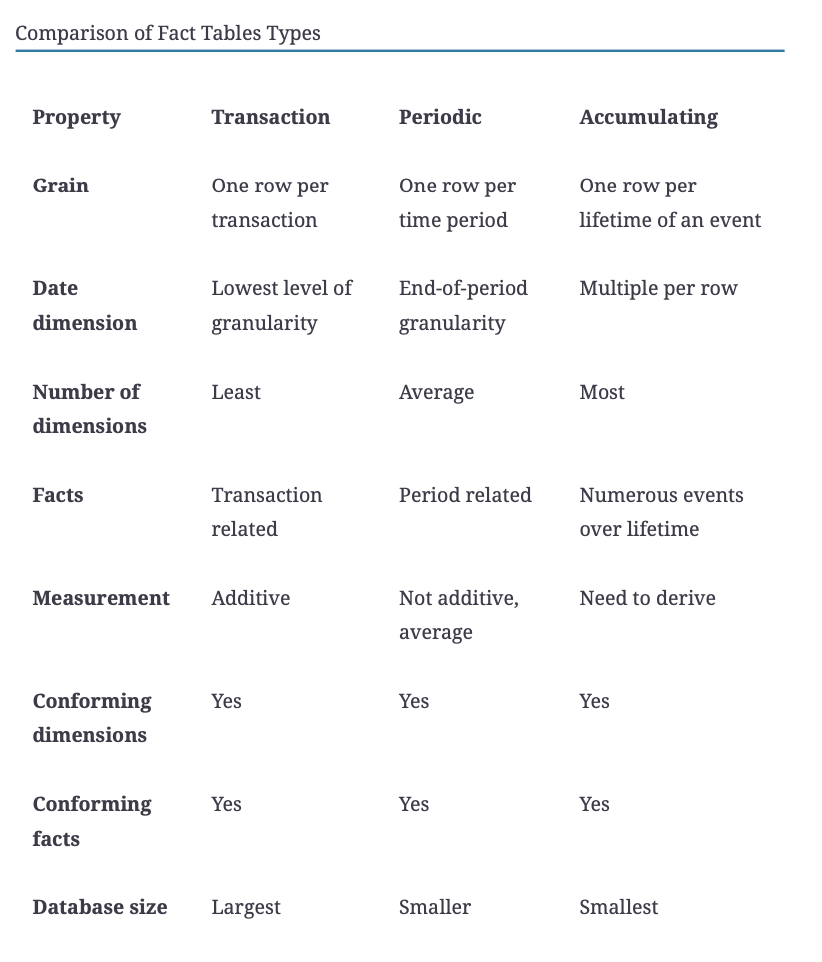 Comparison of Fact Tables Types
Property Transaction Periodic Accumulating
Grain One row per One row per One row per
transaction time period lifetime of an event
Date Lowest level of End-of-period Multiple per row
dimension granularity granularity
Number of Least Average Most
dimensions
Facts Transaction Period related Numerous events
related over lifetime
Measurement Additive Not additive, Need to derive
average
Conforming Yes Yes Yes
dimensions
Conforming Yes Yes Yes
facts
Database size Largest Smaller Smallest